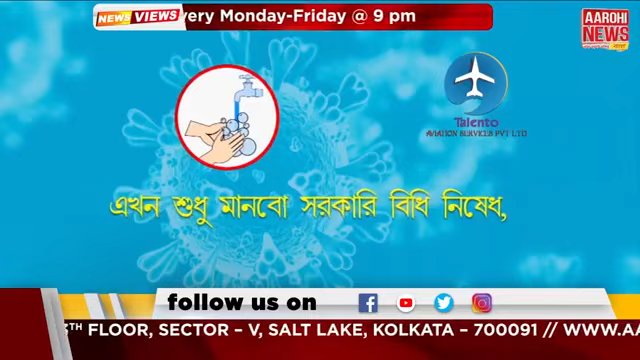 NEWS VIEWS
very Monday-Friday @ 9 pm
AAROHI
NEWS
বাংলা
Talento
AVIATION SERVICES PVT LTD
এখন শুধু মানবো সরকারি বিধি নিষেধ,
follow us on
TH FLOOR, SECTOR – V, SALT LAKE, KOLKATA – 700091 // WWW.AA